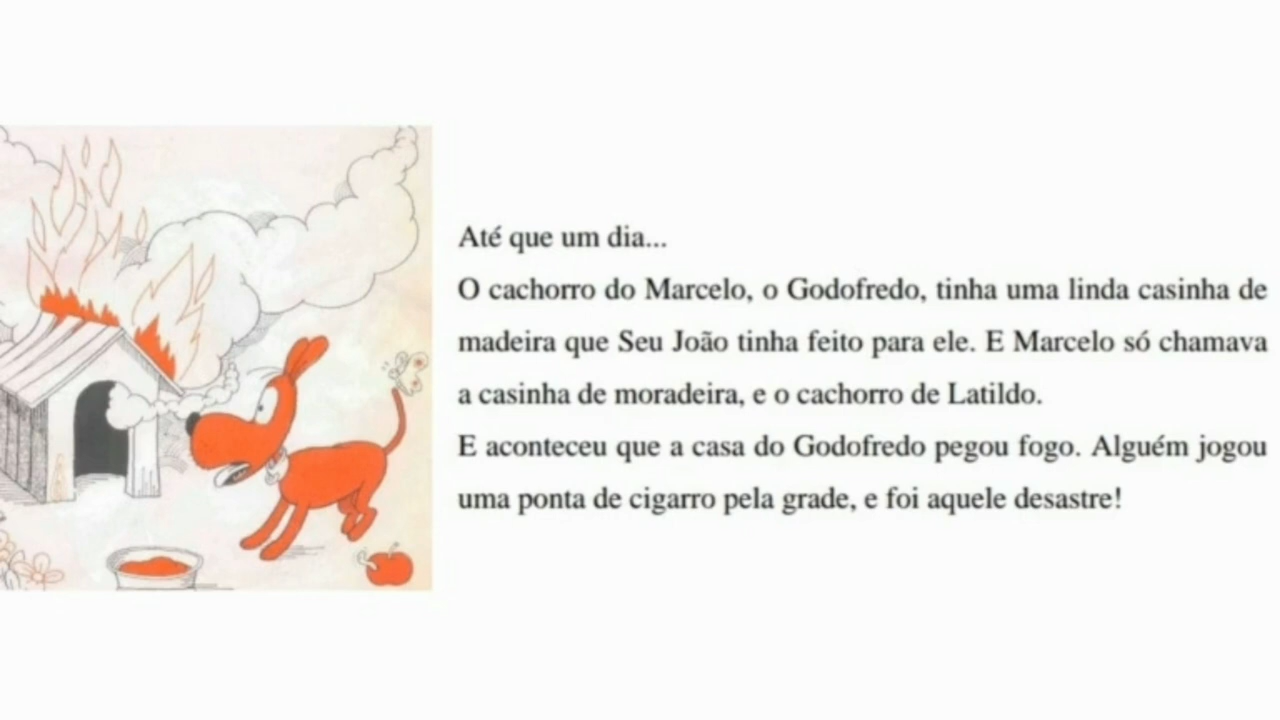 Até que um dia...
O cachorro do Marcelo, o Godofredo, tinha uma linda casinha de
madeira que Seu João tinha feito para ele. E Marcelo só chamava
a casinha de moradeira, e o cachorro de Latildo.
E aconteceu que a casa do Godofredo pegou fogo. Alguém jogou
uma ponta de cigarro pela grade, e foi aquele desastre!